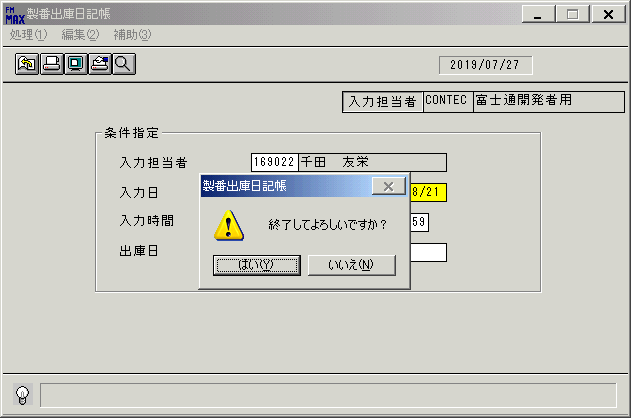 FM MAX 製番出庫日記帳
処理(1) 編集(2) 補助(3)
2019/07/27
入力担当者 CONTEC 富士通開発者用
条件指定
入力担当者 169022 千田 友栄
製番出庫日記帳
入力日 8/21
終了してよろしいですか?
入力時間 59
出庫日
はい(Y) いいえ(N)